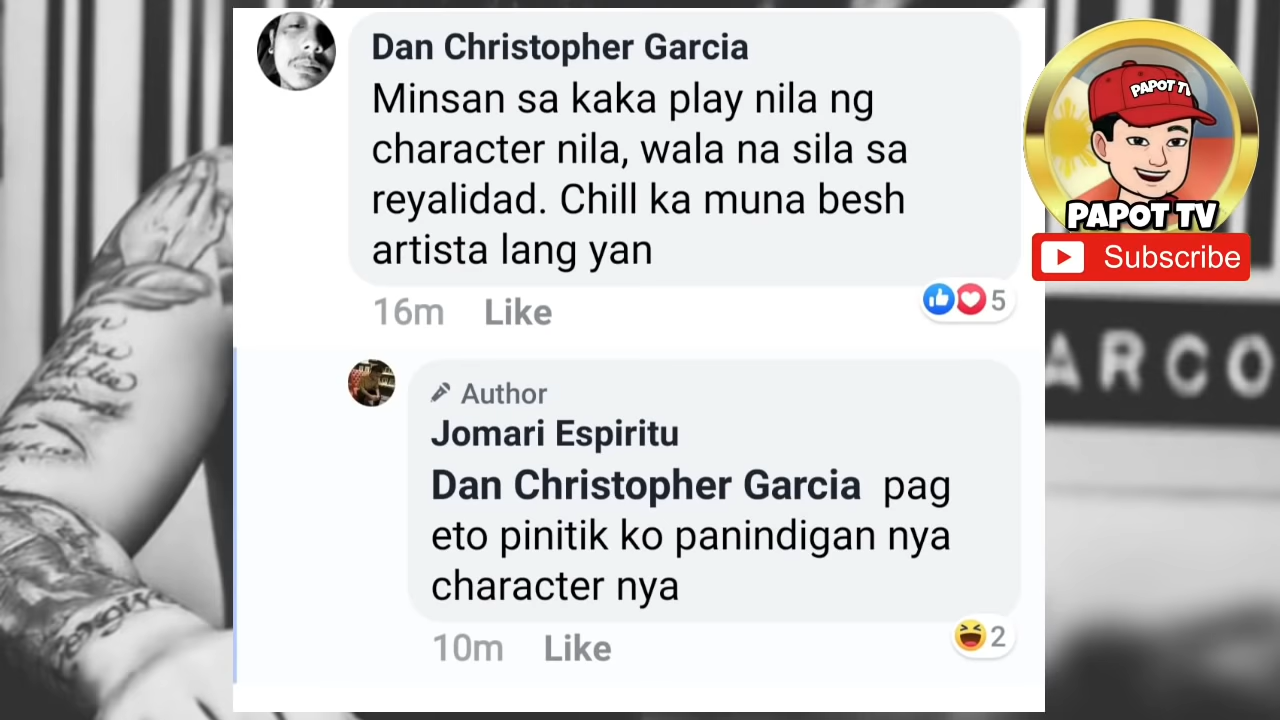 Dan Christopher Garcia
Minsan sa kaka play nila ng
character nila, wala na sila sa
reyalidad. Chill ka muna besh
artista lang yan
16m Like
5
Author
Jomari Espiritu
Dan Christopher Garcia pag
eto pinitik ko panindigan nya
character nya
10m Like
2
PAPOT TV
PAPOT TV
Subscribe
ARCO